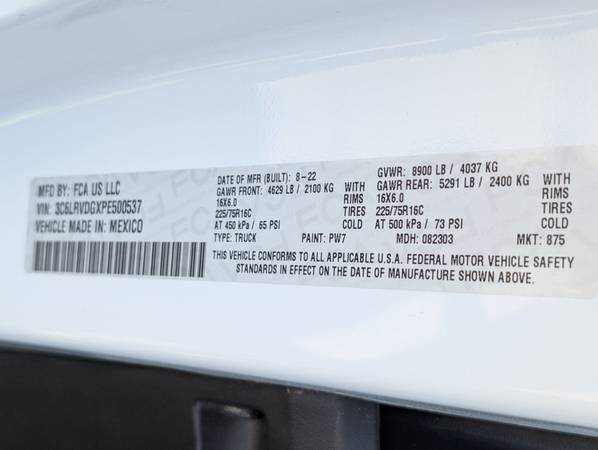 MFD BY: FCA US LLC
VIN: 3C6LRVDGXPE500537
VEHICLE MADE IN: MEXICO
DATE OF MFR (BUILT): 8-22 GVWR: 8900 LB / 4037 KG
GAWR FRONT: 4629 LB / 2100 KG WITH GAWR REAR: 5291 LB / 2400 KG WITH
16X6.0 RIMS 16X6.0 RIMS
225/75R16C 225/75R16C
AT 450 kPa / 65 PSI COLD AT 500 kPa / 73 PSI COLD
TYPE: TRUCK PAINT: PW7 MDH: 082303 MKT: 875
THIS VEHICLE CONFORMS TO ALL APPLICABLE U.S.A. FEDERAL MOTOR VEHICLE SAFETY
STANDARDS IN EFFECT ON THE DATE OF MANUFACTURE SHOWN ABOVE.